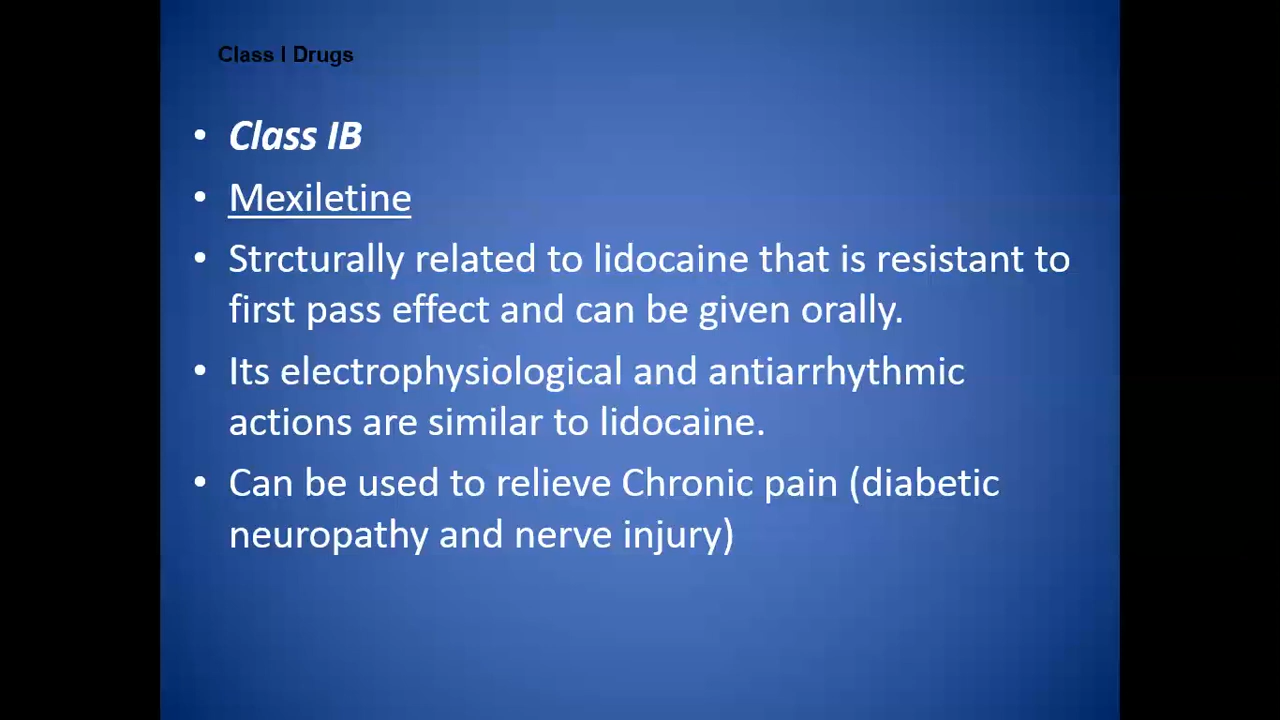 Class I Drugs
• Class IB
• Mexiletine
• Strcturally related to lidocaine that is resistant to
first pass effect and can be given orally.
• Its electrophysiological and antiarrhythmic
actions are similar to lidocaine.
• Can be used to relieve Chronic pain (diabetic
neuropathy and nerve injury)